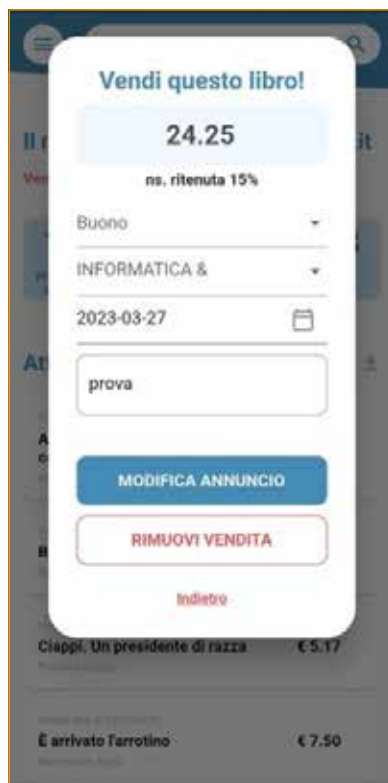 Vendi questo libro!
24.25
ns. ritenuta 15%
Buono
INFORMATICA &
2023-03-27
prova
MODIFICA ANNUNCIO
RIMUOVI VENDITA
Indietro
Ciappi. Un presidente di razza € 5.17
È arrivato l'arrotino € 7.50